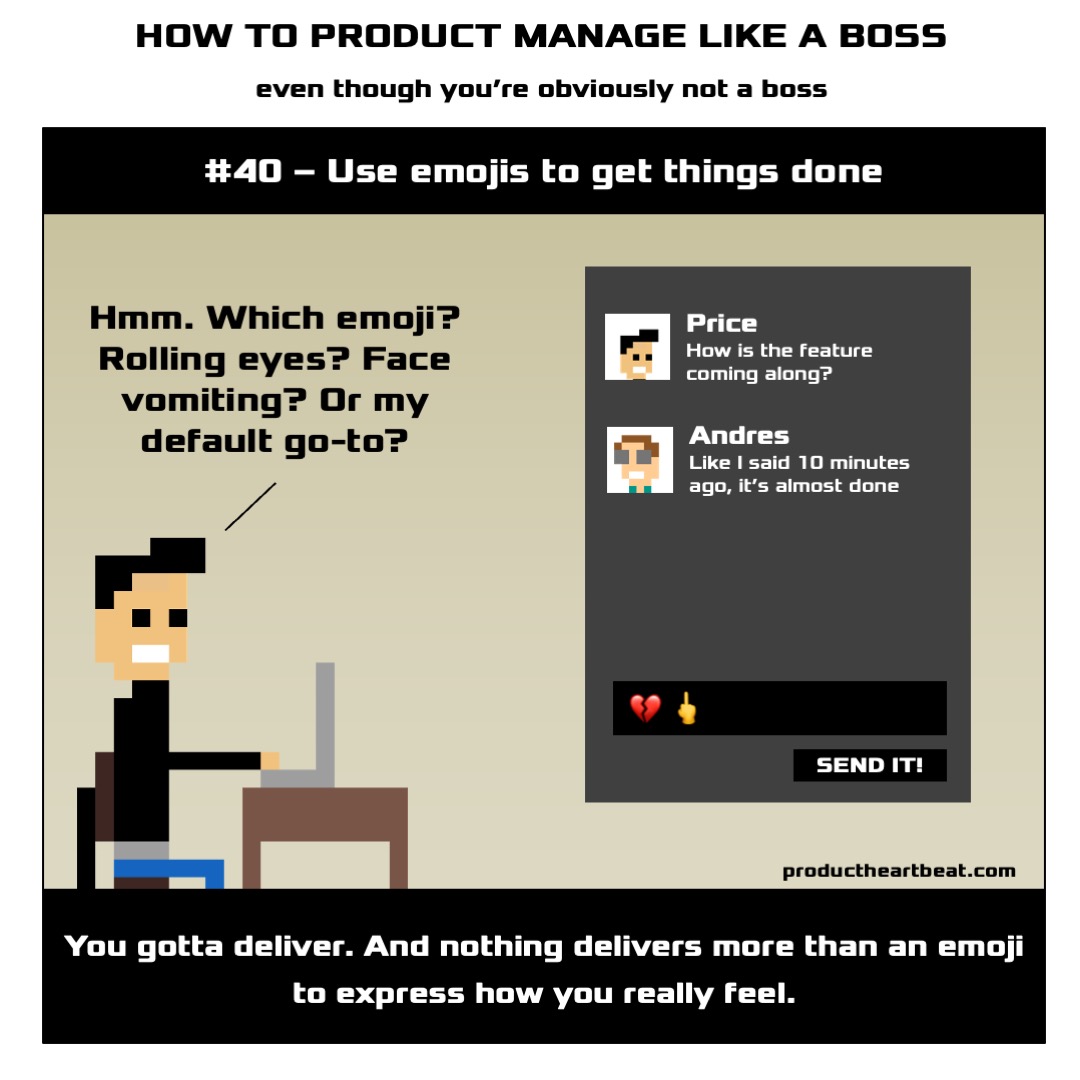 HOW TO PRODUCT MANAGE LIKE A BOSS
even though you’re obviously not a boss
#40 – Use emojis to get things done
Hmm. Which emoji?
Rolling eyes? Face
vomiting? Or my
default go-to?
Price
How is the feature
coming along?
Andres
Like I said 10 minutes
ago, it’s almost done
💔 🖕
SEND IT!
productheartbeat.com
You gotta deliver. And nothing delivers more than an emoji
to express how you really feel.